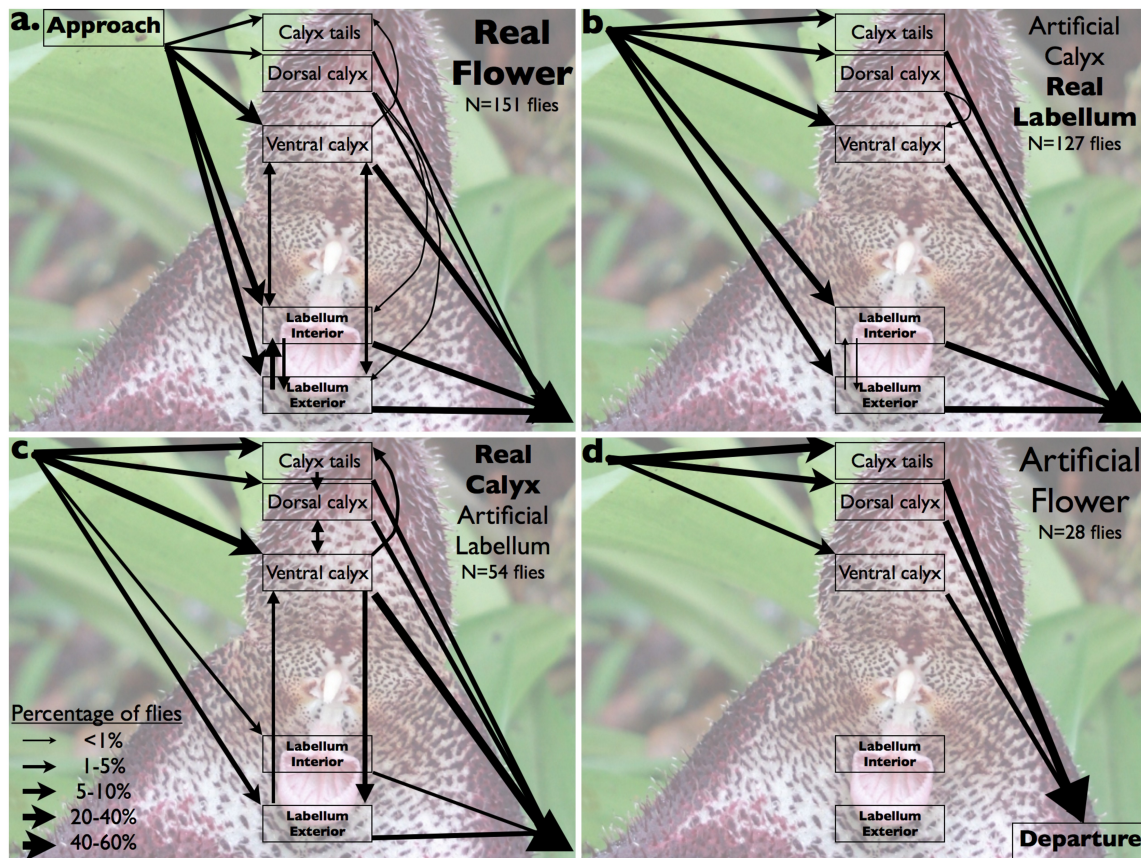 a.
Approach
Calyx tails
Dorsal calyx
Ventral calyx
Labellum
Interior
Labellum
Exterior
Real
Flower
N=151 flies
b
Calyx tails
Dorsal calyx
Ventral calyx
Labellum
Interior
Labellum
Exterior
Artificial
Calyx
Real
Labellum
N=127 flies
c
Calyx tails
Dorsal calyx
Ventral calyx
Labellum
Interior
Labellum
Exterior
Real
Calyx
Artificial
Labellum
N=54 flies
Percentage of flies
<1%
1-5%
5-10%
20-40%
40-60%
d
Calyx tails
Dorsal calyx
Ventral calyx
Labellum
Interior
Labellum
Exterior
Artificial
Flower
N=28 flies
Departure